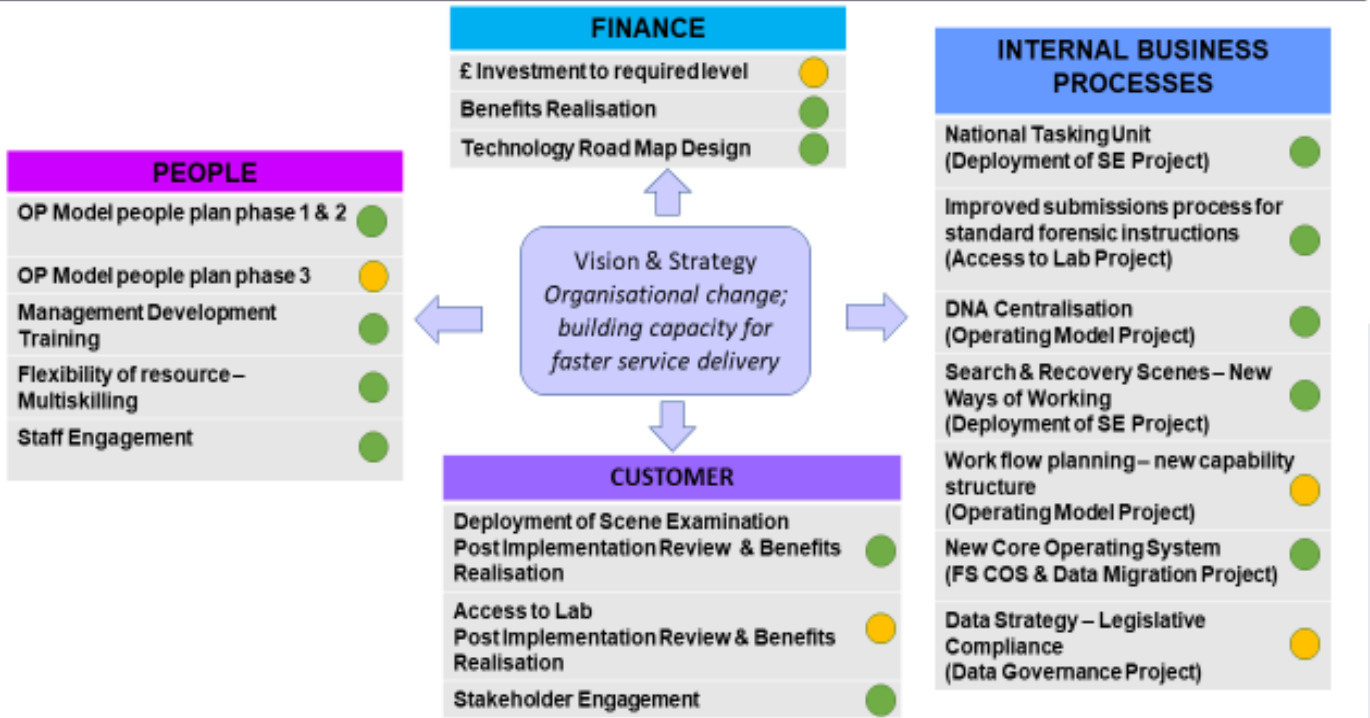 FINANCE
£ Investment to required level
Benefits Realisation
Technology Road Map Design
PEOPLE
OP Model people plan phase 1 & 2
OP Model people plan phase 3
Management Development
Training
Flexibility of resource –
Multiskilling
Staff Engagement
Vision & Strategy
Organisational change;
building capacity for
faster service delivery
CUSTOMER
Deployment of Scene Examination
Post Implementation Review & Benefits
Realisation
Access to Lab
Post Implementation Review & Benefits
Realisation
Stakeholder Engagement
INTERNAL BUSINESS
PROCESSES
National Tasking Unit
(Deployment of SE Project)
Improved submissions process for
standard forensic instructions
(Access to Lab Project)
DNA Centralisation
(Operating Model Project)
Search & Recovery Scenes – New
Ways of Working
(Deployment of SE Project)
Work flow planning – new capability
structure
(Operating Model Project)
New Core Operating System
(FS COS & Data Migration Project)
Data Strategy – Legislative
Compliance
(Data Governance Project)